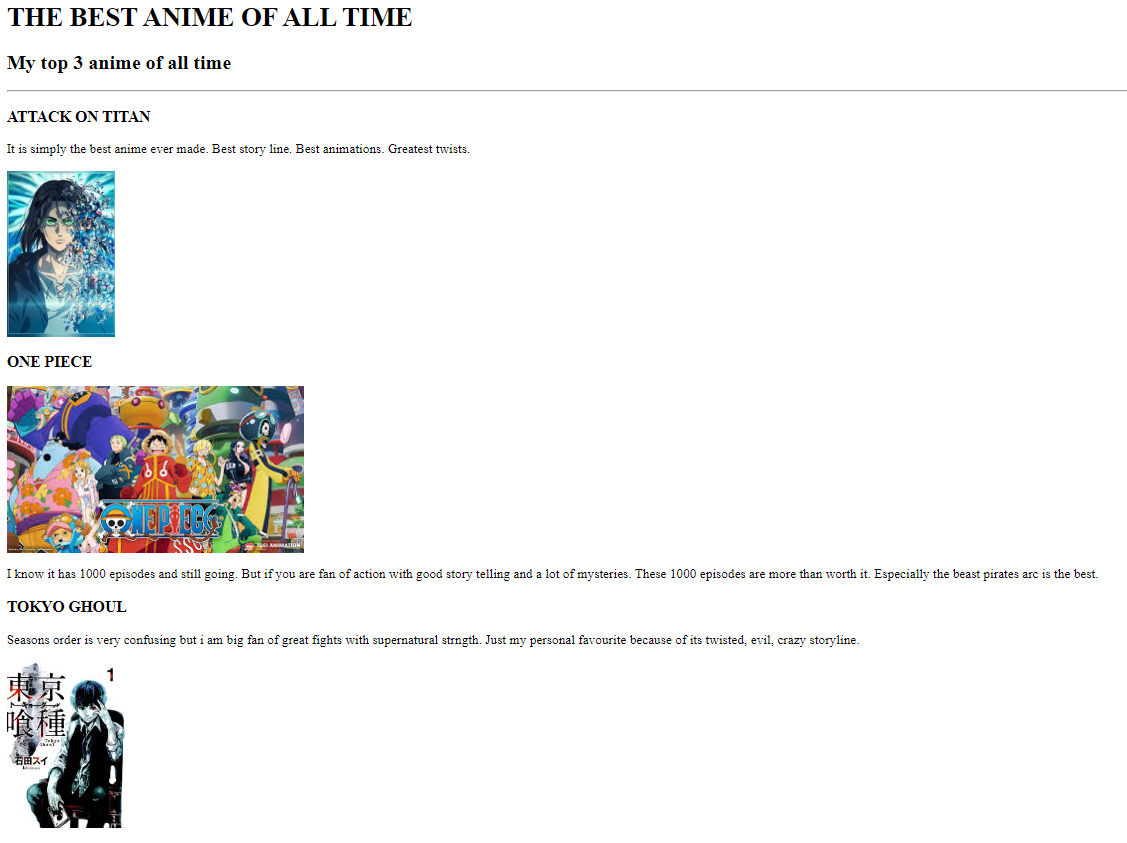 THE BEST ANIME OF ALL TIME
My top 3 anime of all time
ATTACK ON TITAN
It is simply the best anime ever made. Best story line. Best animations. Greatest twists.
ONE PIECE
ONE PIECE
TOEI ANIMATION
I know it has 1000 episodes and still going. But if you are fan of action with good story telling and a lot of mysteries. These 1000 episodes are more than worth it. Especially the beast pirates arc is the best.
TOKYO GHOUL
Seasons order is very confusing but i am big fan of great fights with supernatural strngth. Just my personal favourite because of its twisted, evil, crazy storyline.
1
東京
喰種
Tokyo
Ghoul
石田スイ